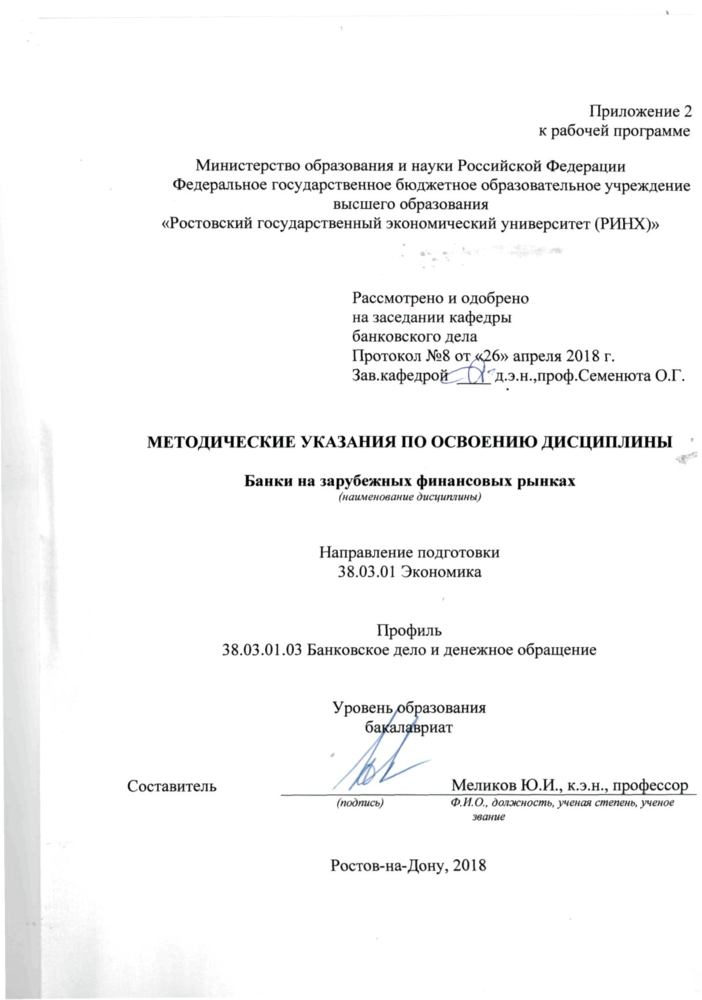 Приложение 2
к рабочей программе
Министерство образования и науки Российской Федерации
Федеральное государственное бюджетное образовательное учреждение
высшего образования
«Ростовский государственный экономический университет (РИНХ)»
Рассмотрено и одобрено
на заседании кафедры
банковского дела
Протокол №8 от «26» апреля 2018 г.
Зав.кафедрой ____ д.э.н.,проф.Семенюта О.Г.
МЕТОДИЧЕСКИЕ УКАЗАНИЯ ПО ОСВОЕНИЮ ДИСЦИПЛИНЫ
Банки на зарубежных финансовых рынках
(наименование дисциплины)
Направление подготовки
38.03.01 Экономика
Профиль
38.03.01.03 Банковское дело и денежное обращение
Уровень образования
бакалавриат
Составитель Меликов Ю.И., к.э.н., профессор
(подпись) Ф.И.О., должность, ученая степень, ученое
звание
Ростов-на-Дону, 2018